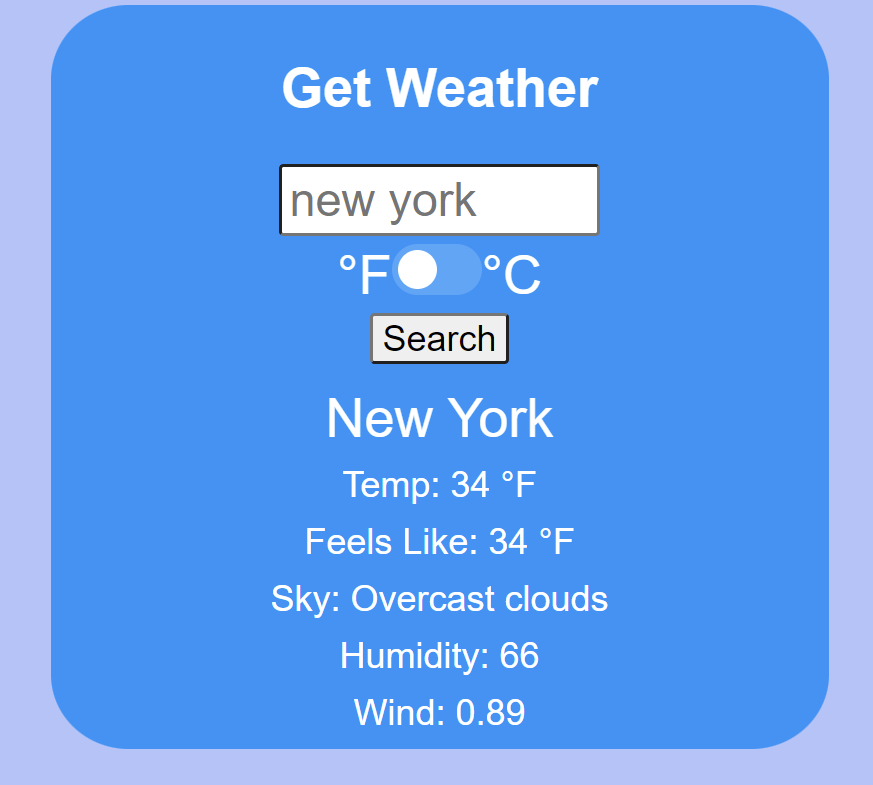 Get Weather
new york
°F °C
Search
New York
Temp: 34 °F
Feels Like: 34 °F
Sky: Overcast clouds
Humidity: 66
Wind: 0.89